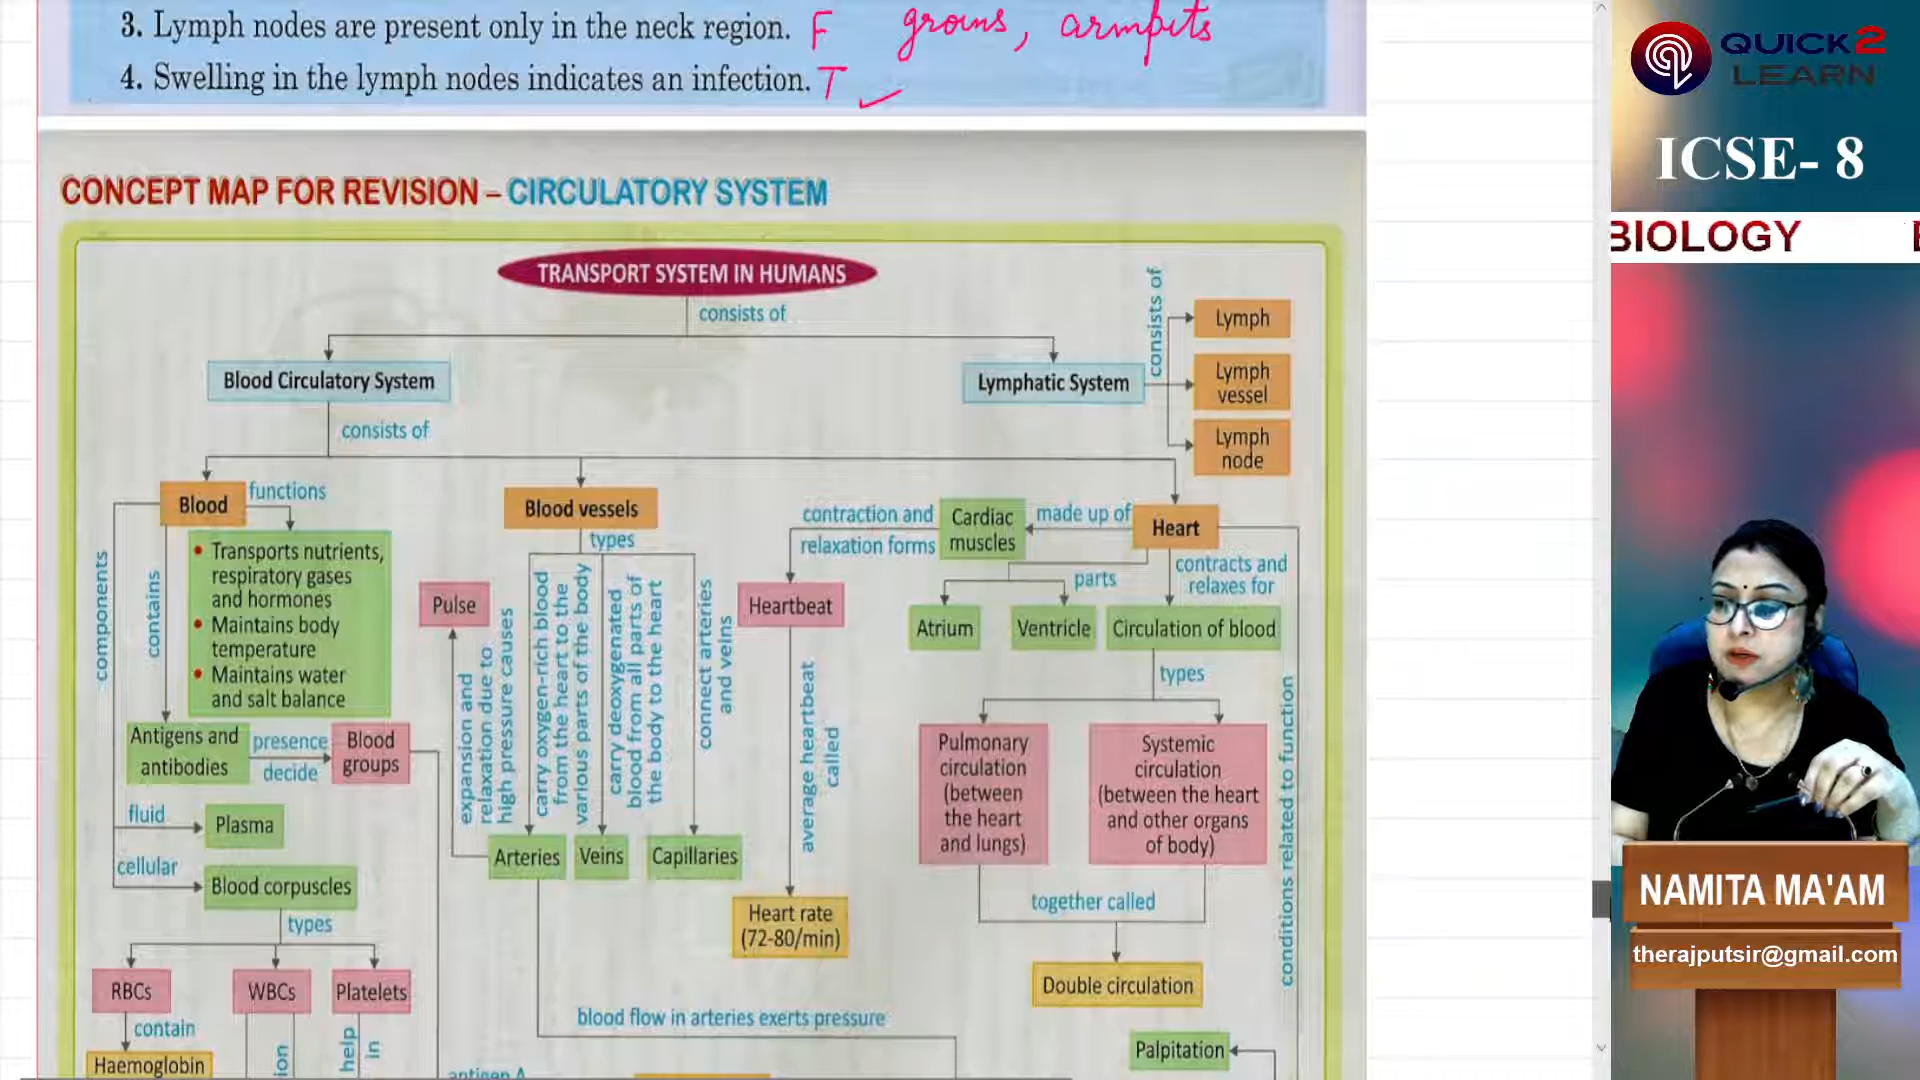 3. Lymph nodes are present only in the neck region. F groins, armpits
4. Swelling in the lymph nodes indicates an infection. T ✓
CONCEPT MAP FOR REVISION – CIRCULATORY SYSTEM
TRANSPORT SYSTEM IN HUMANS
consists of
Blood Circulatory System
Lymphatic System
consists of
Lymph
Lymph
vessel
Lymph
node
consists of
Blood
functions
• Transports nutrients,
respiratory gases
and hormones
• Maintains body
temperature
• Maintains water
and salt balance
components
contains
Antigens and
antibodies
presence
decide
Blood
groups
fluid
Plasma
cellular
Blood corpuscles
types
RBCs
WBCs
Platelets
contain
Haemoglobin
help
in
antigen A
Blood vessels
types
Pulse
expansion and
relaxation due to
high pressure causes
carry oxygen-rich blood
from the heart to the
various parts of the body
carry deoxygenated
blood from all parts of
the body to the heart
connect arteries
and veins
Arteries
Veins
Capillaries
blood flow in arteries exerts pressure
Heart
made up of
Cardiac
muscles
contraction and
relaxation forms
Heartbeat
average heartbeat
called
Heart rate
(72-80/min)
parts
Atrium
Ventricle
contracts and
relaxes for
Circulation of blood
types
Pulmonary
circulation
(between
the heart
and lungs)
Systemic
circulation
(between the heart
and other organs
of body)
together called
Double circulation
conditions related to function
Palpitation
QUICK2
LEARN
ICSE- 8
BIOLOGY
NAMITA MA'AM
therajputsir@gmail.com